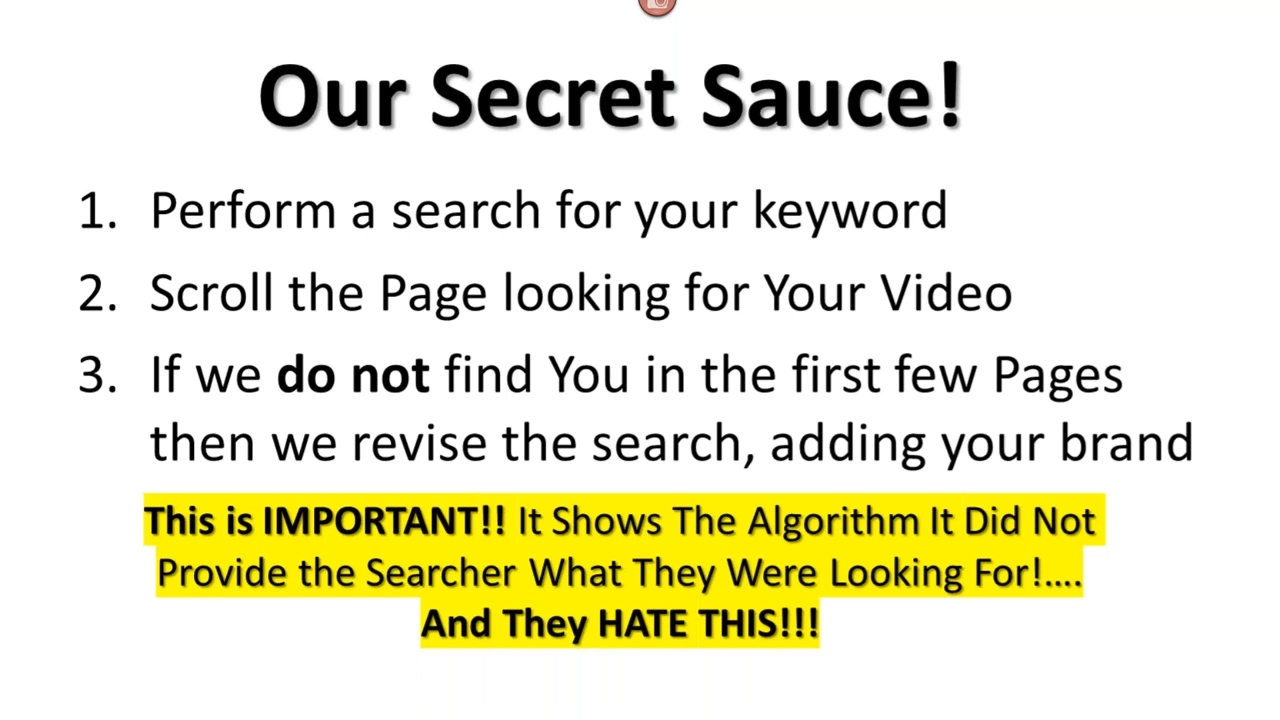 Our Secret Sauce!
1. Perform a search for your keyword
2. Scroll the Page looking for Your Video
3. If we do not find You in the first few Pages
then we revise the search, adding your brand
This is IMPORTANT!! It Shows The Algorithm It Did Not
Provide the Searcher What They Were Looking For!....
And They HATE THIS!!!